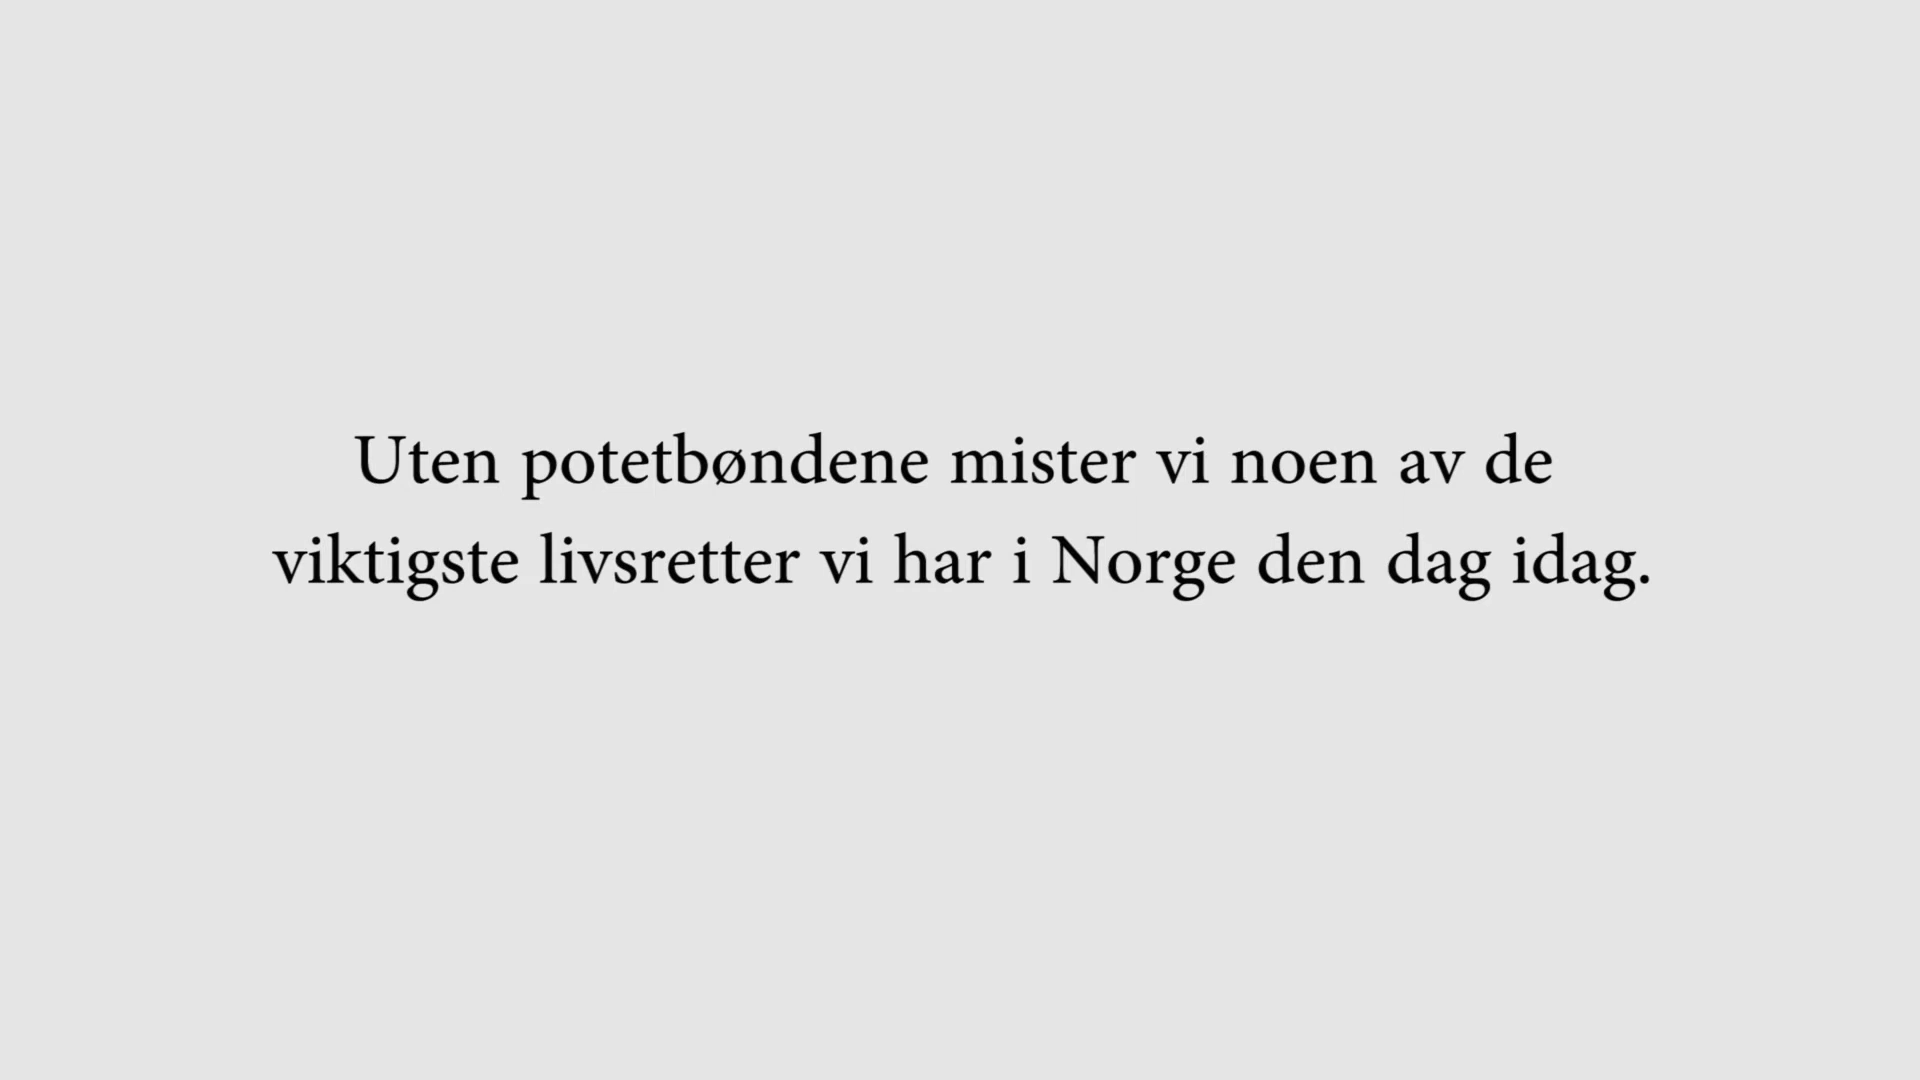 Uten potetbøndene mister vi noen av de
viktigste livsretter vi har i Norge den dag idag.